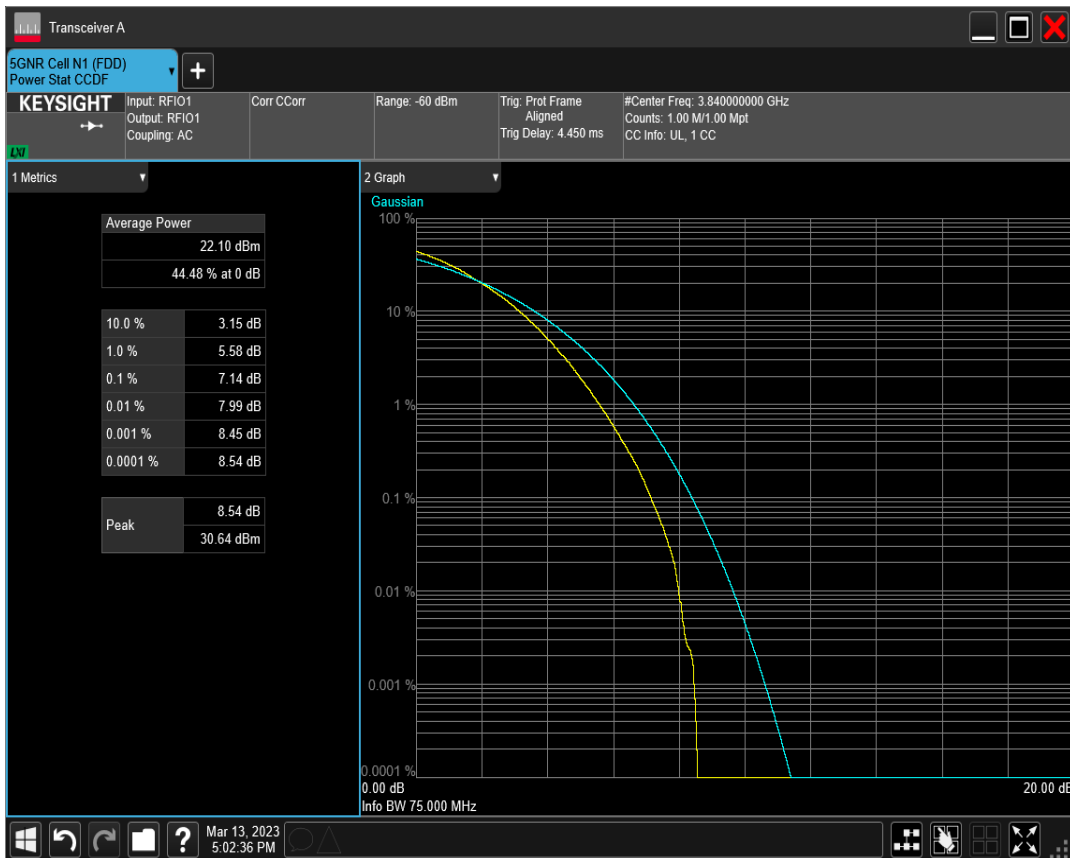 Transceiver A
5GNR Cell N1 (FDD)
Power Stat CCDF
KEYSIGHT
LXI
Input: RFIO1
Output: RFIO1
Coupling: AC
Corr CCorr
Range: -60 dBm
Trig: Prot Frame
Aligned
Trig Delay: 4.450 ms
#Center Freq: 3.840000000 GHz
Counts: 1.00 M/1.00 Mpt
CC Info: UL, 1 CC
1 Metrics
Average Power
22.10 dBm
44.48 % at 0 dB
10.0 % 3.15 dB
1.0 % 5.58 dB
0.1 % 7.14 dB
0.01 % 7.99 dB
0.001 % 8.45 dB
0.0001 % 8.54 dB
Peak
8.54 dB
30.64 dBm
2 Graph
Gaussian
100 %
10 %
1 %
0.1 %
0.01 %
0.001 %
0.0001 %
0.00 dB 20.00 dB
Info BW 75.000 MHz
Mar 13, 2023
5:02:36 PM